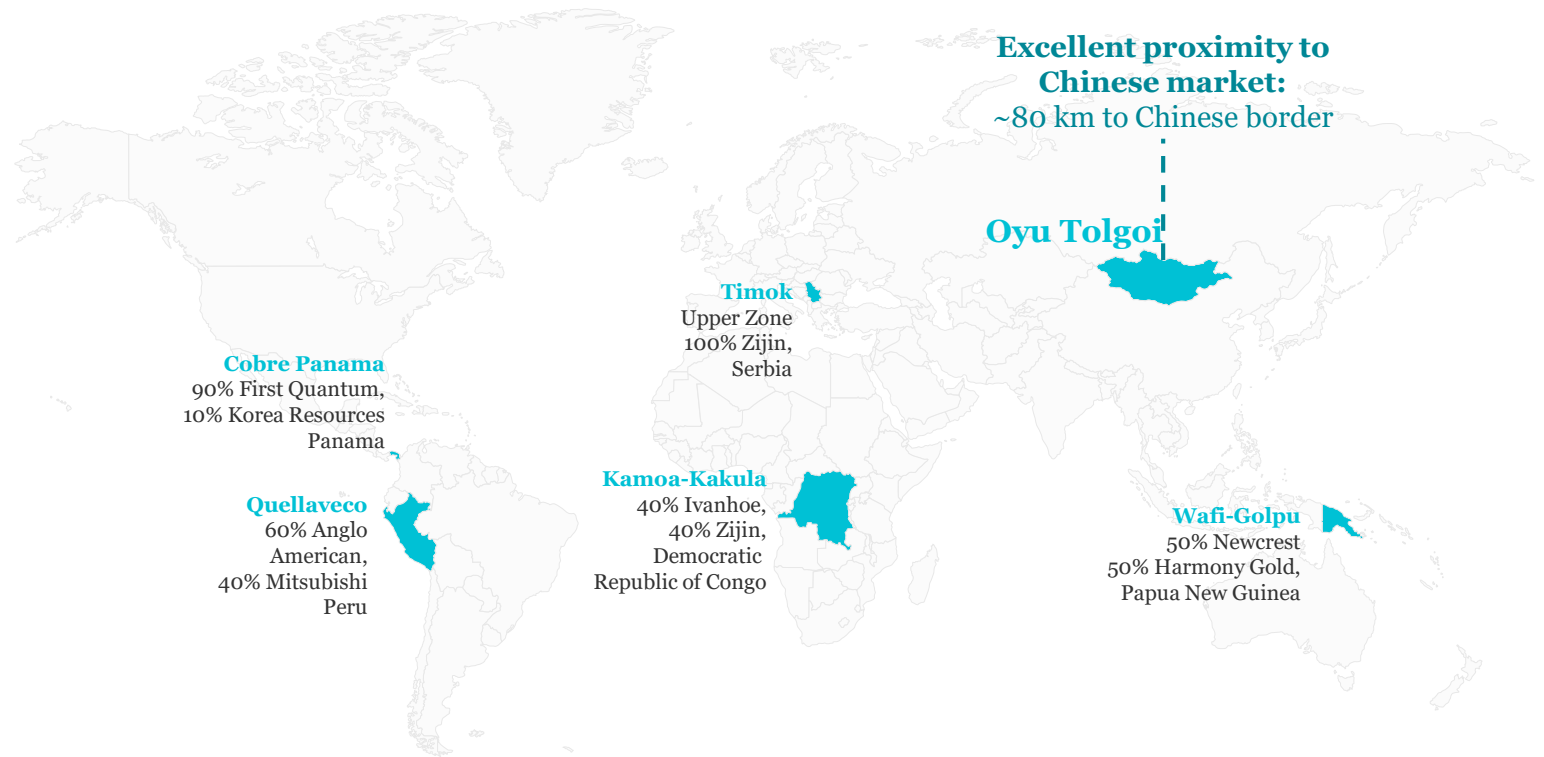 Excellent proximity to
Chinese market:
~80 km to Chinese border
Oyu Tolgoi
Timok
Upper Zone
100% Zijin,
Serbia
Cobre Panama
90% First Quantum,
10% Korea Resources
Panama
Kamoa-Kakula
40% Ivanhoe,
40% Zijin,
Democratic
Republic of Congo
Quellaveco
60% Anglo
American,
40% Mitsubishi
Peru
Wafi-Golpu
50% Newcrest
50% Harmony Gold,
Papua New Guinea